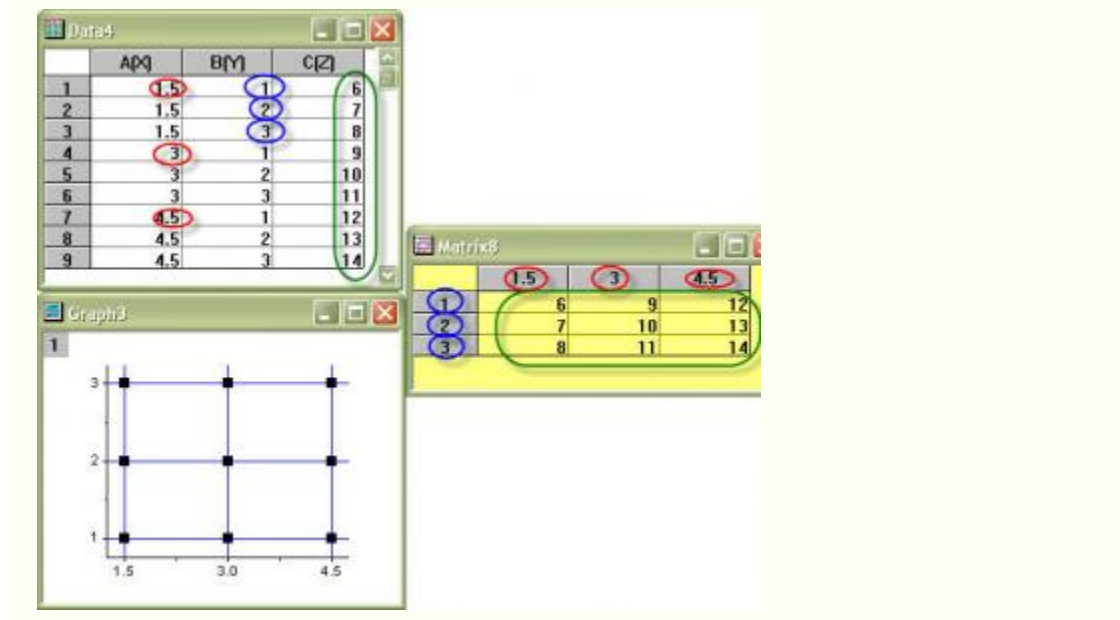 Data4
A(X) B(Y) C(Z)
1 1.5 1 6
2 1.5 2 7
3 1.5 3 8
4 3 1 9
5 3 2 10
6 3 3 11
7 4.5 1 12
8 4.5 2 13
9 4.5 3 14
Matrix8
1.5 3 4.5
1 6 9 12
2 7 10 13
3 8 11 14
Graph3
1
3
2
1
1.5 3.0 4.5